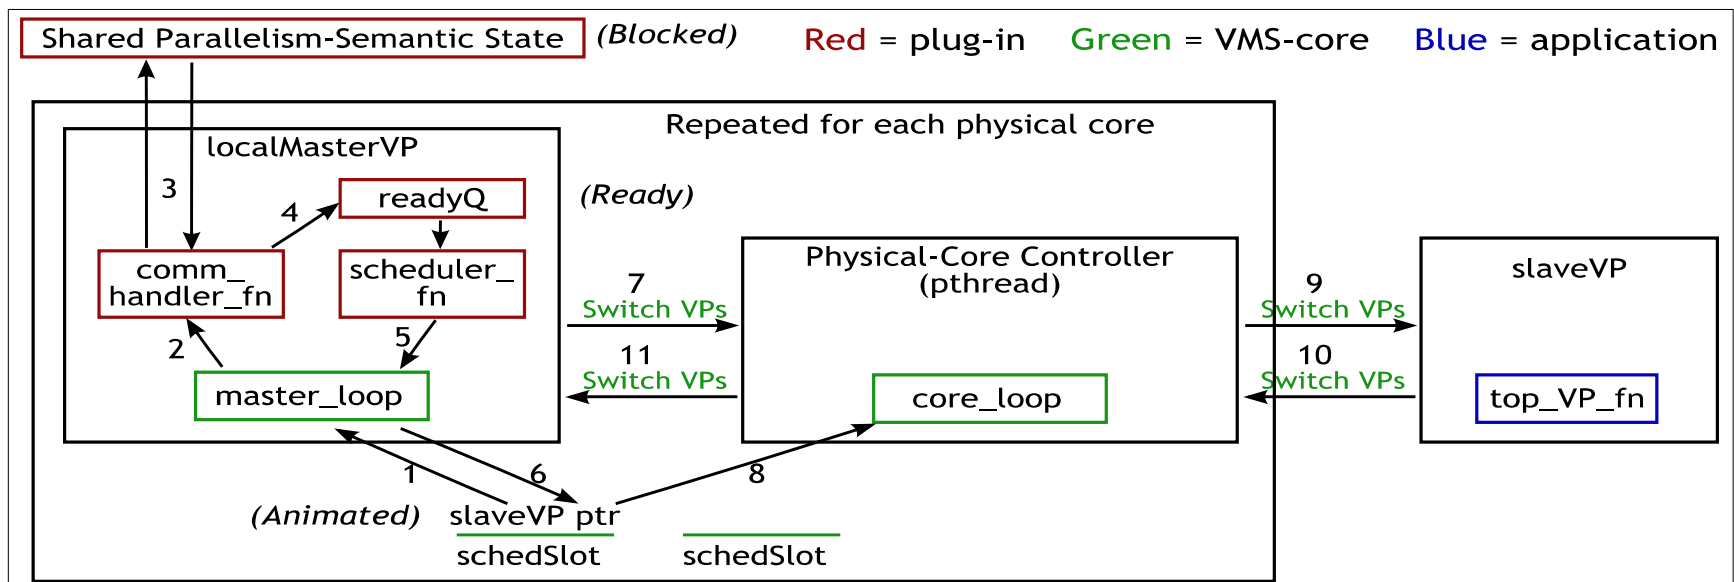 Shared Parallelism-Semantic State (Blocked) Red = plug-in Green = VMS-core Blue = application
Repeated for each physical core
localMasterVP
3
4
readyQ
(Ready)
comm_
handler_fn
scheduler_
fn
2
5
master_loop
7
Switch VPs
11
Switch VPs
Physical-Core Controller
(pthread)
core_loop
9
Switch VPs
10
Switch VPs
slaveVP
top_VP_fn
1
6
8
(Animated)
slaveVP ptr
schedSlot
schedSlot